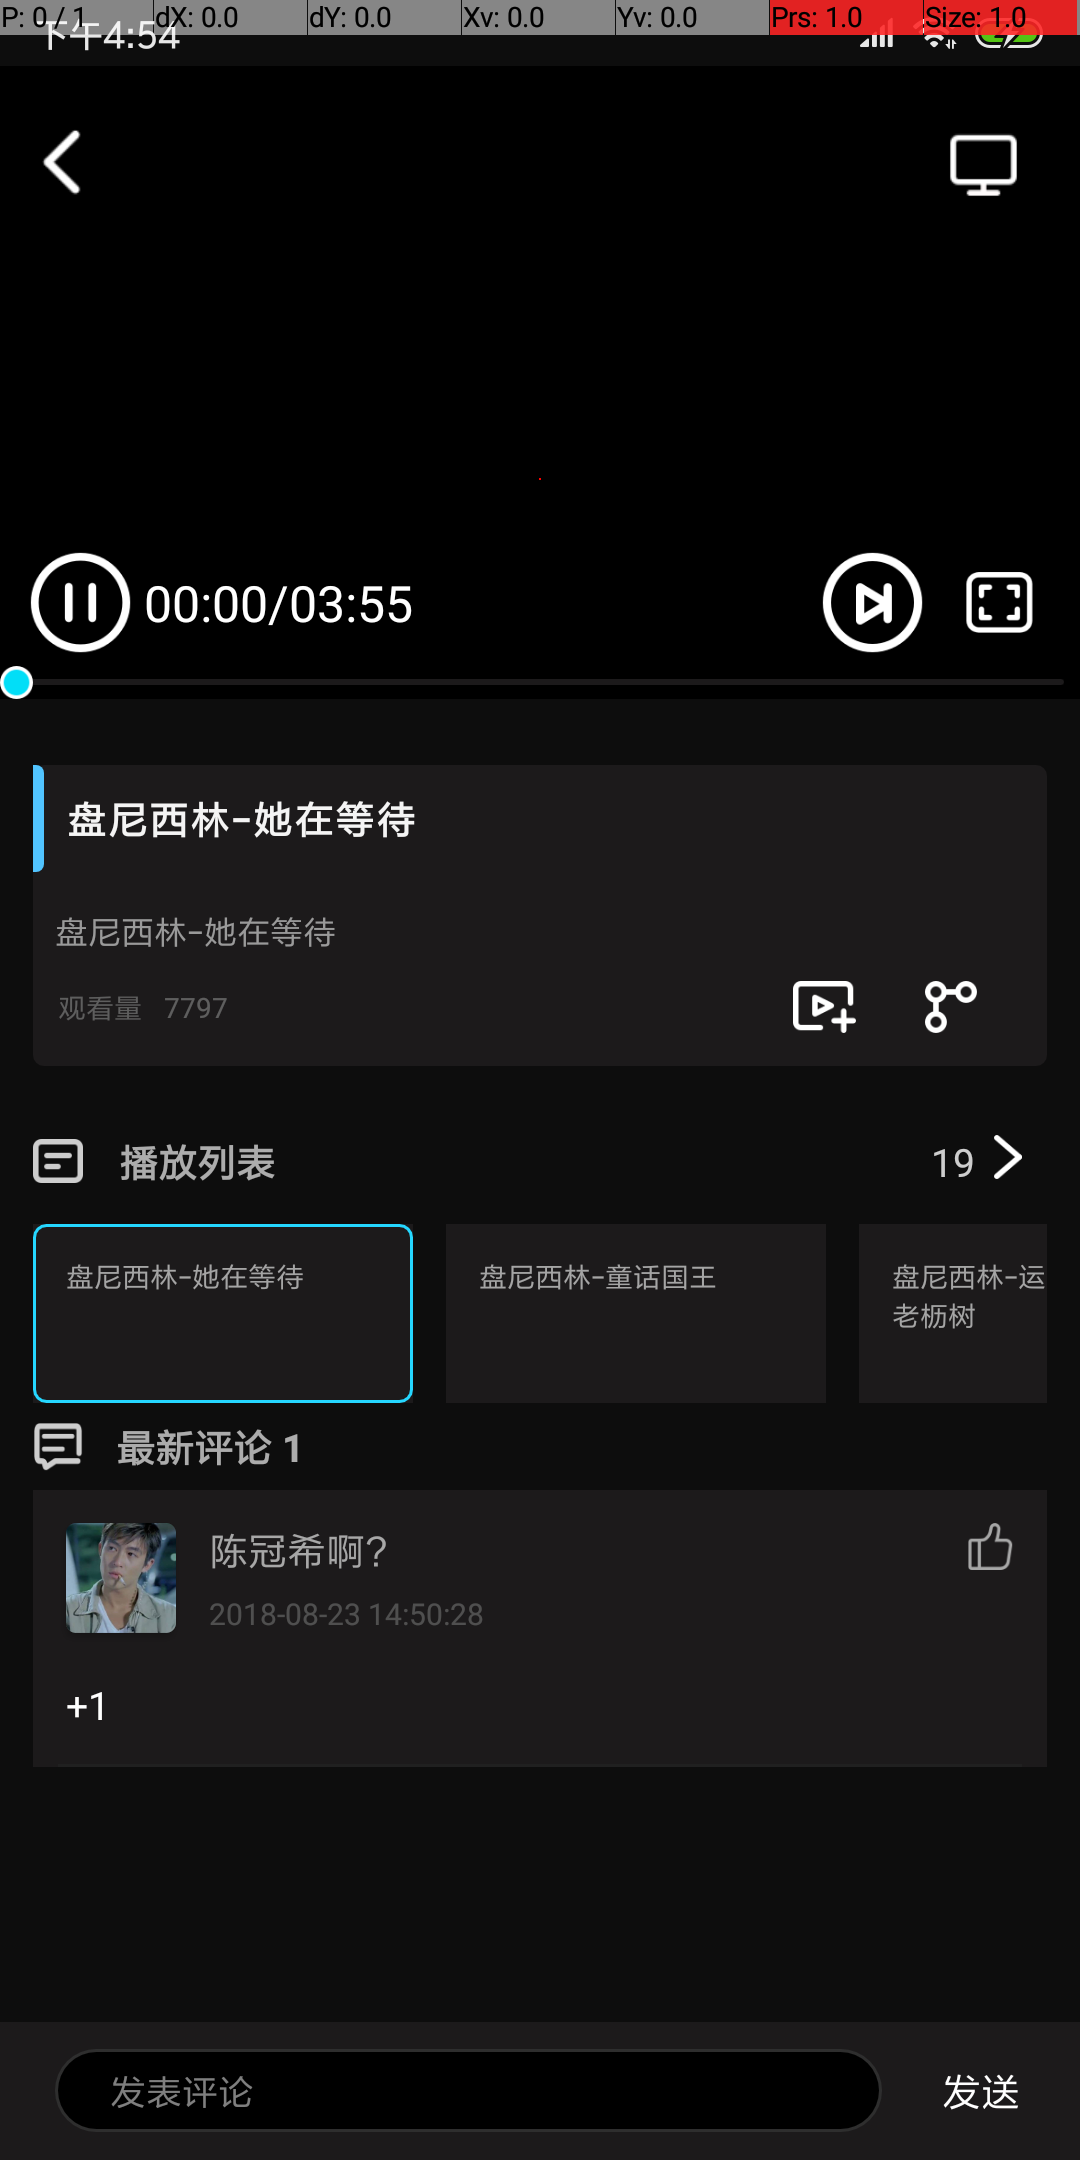 P: 0 / 1 dX: 0.0 dY: 0.0 Xv: 0.0 Yv: 0.0 Prs: 1.0 Size: 1.0
下午4:54
00:00/03:55
盘尼西林-她在等待
盘尼西林-她在等待
观看量 7797
播放列表 19
盘尼西林-她在等待
盘尼西林-童话国王
盘尼西林-运
老枥树
最新评论 1
陈冠希啊?
2018-08-23 14:50:28
+1
发表评论 发送